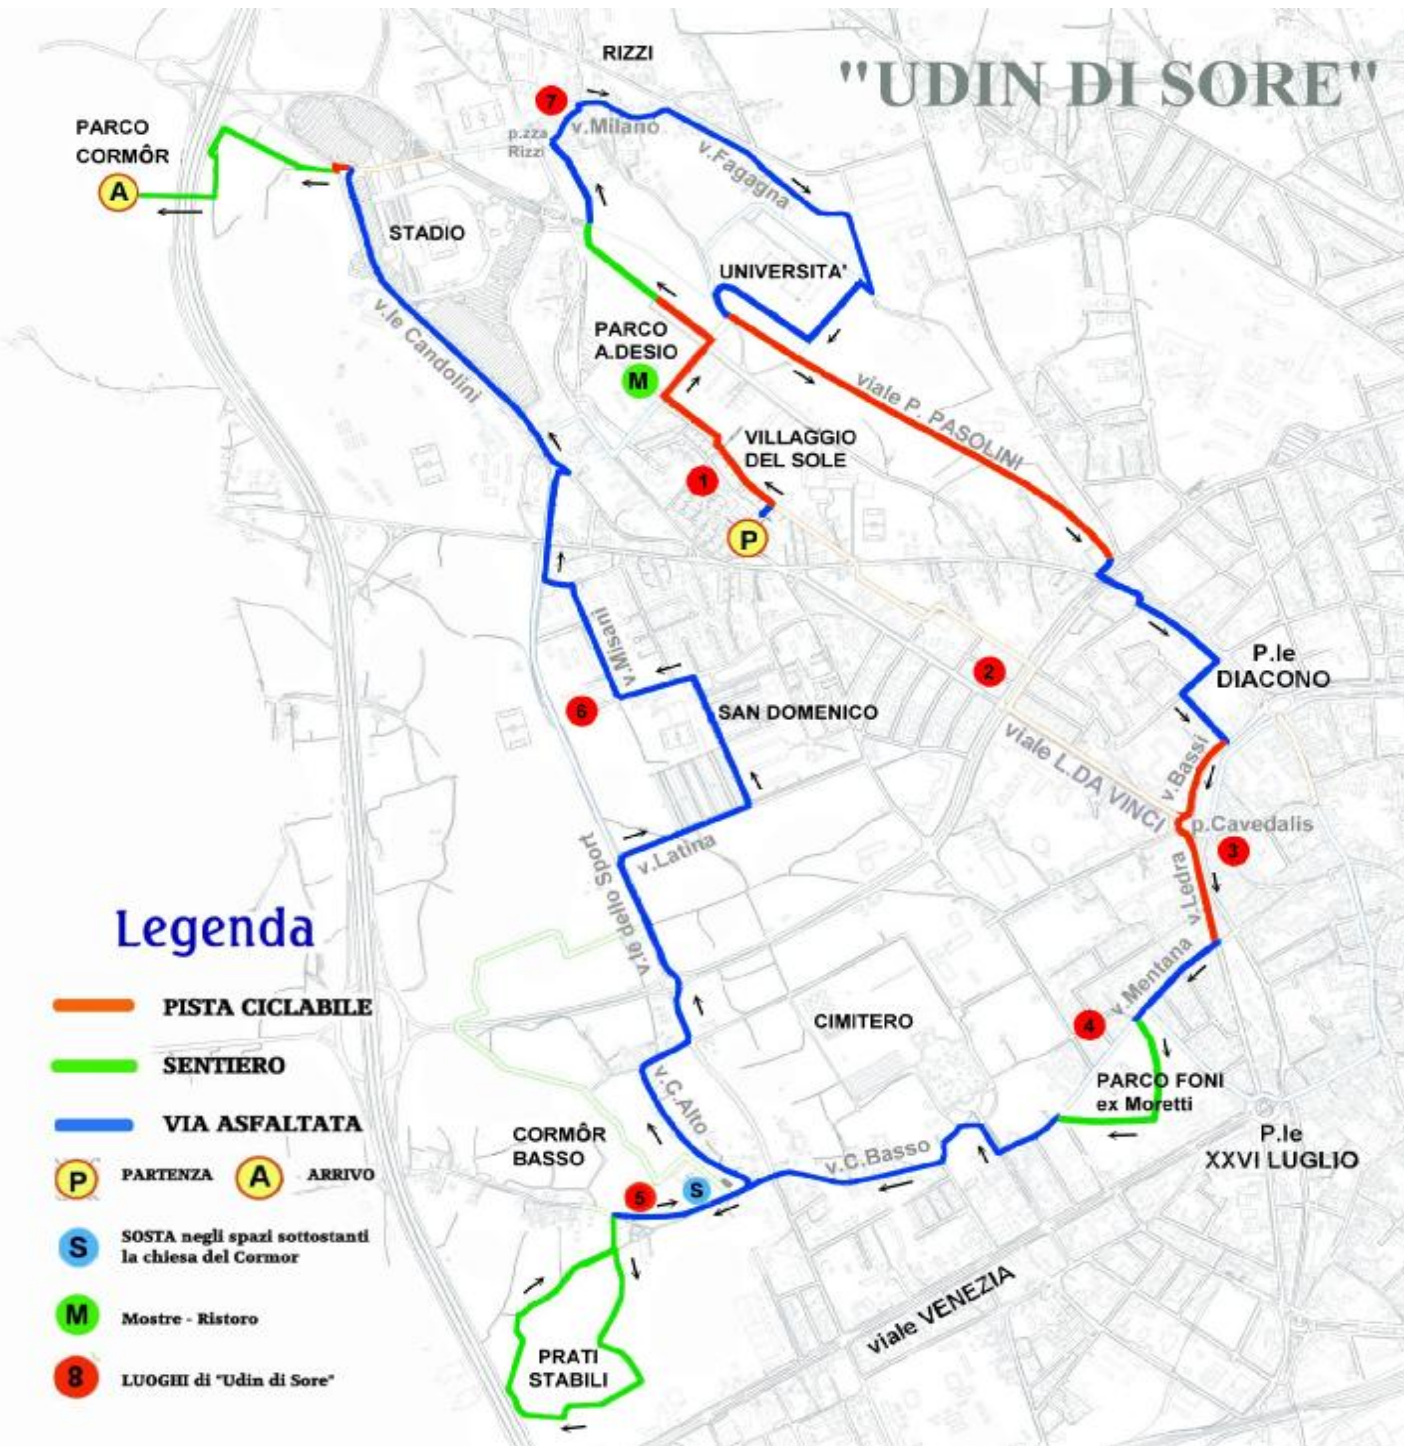 RIZZI
"UDIN DI SORE"
7
PARCO
CORMÔR
p.zza
Rizzi
v.Milano
v.Fagagna
A
STADIO
UNIVERSITA'
v.le Candolini
PARCO
A.DESIO
M
viale P. PASOLINI
VILLAGGIO
DEL SOLE
1
P
v.Misani
2
P.le
DIACONO
6
SAN DOMENICO
viale L.DA VINCI
v.Bassi
p.Cavedalis
3
v.Latina
v.le dello Sport
v.Ledra
v.Mentana
CIMITERO
4
PARCO FONI
ex Moretti
v.C.Alto
CORMÔR
BASSO
v.C.Basso
P.le
XXVI LUGLIO
5
S
viale VENEZIA
PRATI
STABILI
Legenda
PISTA CICLABILE
SENTIERO
VIA ASFALTATA
P PARTENZA A ARRIVO
S SOSTA negli spazi sottostanti
la chiesa del Cormor
M Mostre - Ristoro
8 LUOGHI di "Udin di Sore"